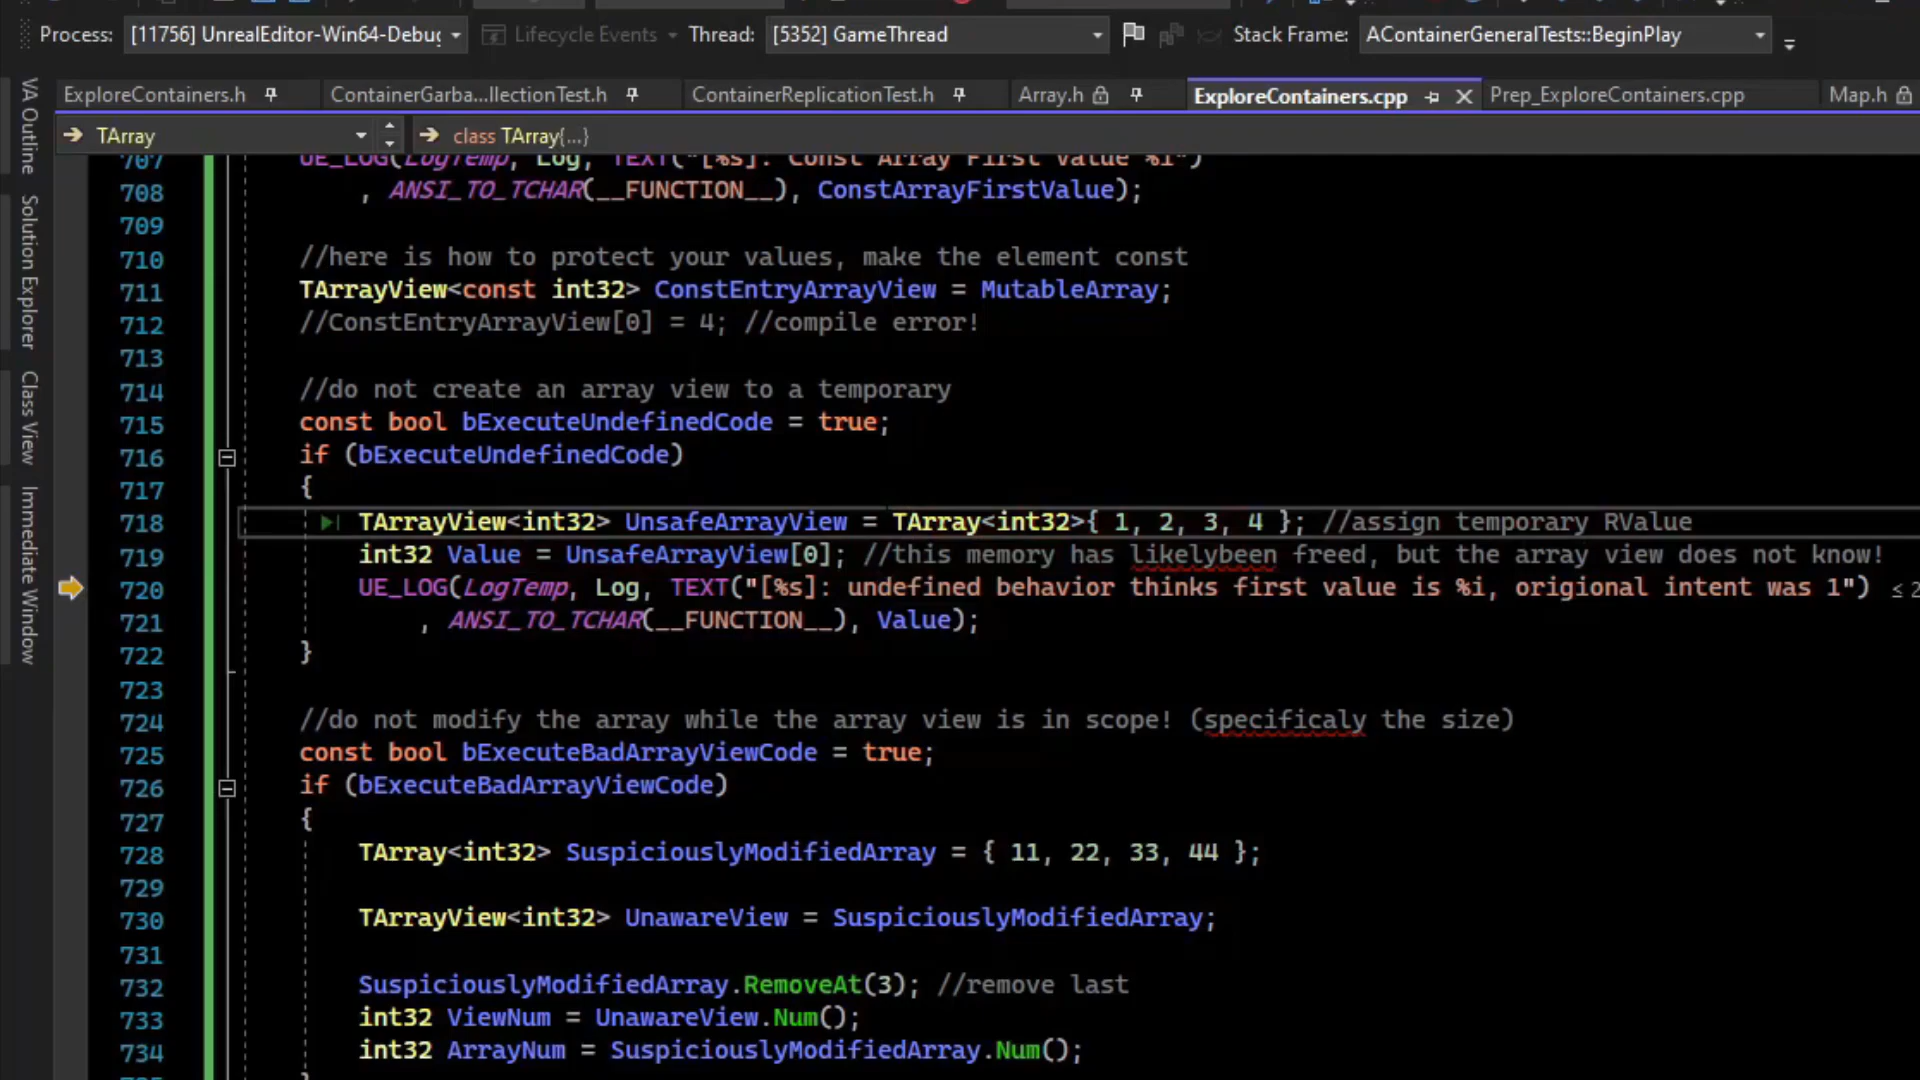 Process: [11756] UnrealEditor-Win64-Debug Lifecycle Events Thread: [5352] GameThread Stack Frame: AContainerGeneralTests::BeginPlay
ExploreContainers.h ContainerGarba...llectionTest.h ContainerReplicationTest.h Array.h ExploreContainers.cpp Prep_ExploreContainers.cpp Map.h
TArray class TArray{...}
VA Outline
Solution Explorer
Class View
Immediate Window
707 UE_LOG(LogTemp, Log, TEXT("[%s]: Const Array First Value %i")
708 , ANSI_TO_TCHAR(__FUNCTION__), ConstArrayFirstValue);
709
710 //here is how to protect your values, make the element const
711 TArrayView<const int32> ConstEntryArrayView = MutableArray;
712 //ConstEntryArrayView[0] = 4; //compile error!
713
714 //do not create an array view to a temporary
715 const bool bExecuteUndefinedCode = true;
716 if (bExecuteUndefinedCode)
717 {
718 TArrayView<int32> UnsafeArrayView = TArray<int32>{ 1, 2, 3, 4 }; //assign temporary RValue
719 int32 Value = UnsafeArrayView[0]; //this memory has likelybeen freed, but the array view does not know!
720 UE_LOG(LogTemp, Log, TEXT("[%s]: undefined behavior thinks first value is %i, origional intent was 1") ≤ 2
721 , ANSI_TO_TCHAR(__FUNCTION__), Value);
722 }
723
724 //do not modify the array while the array view is in scope! (specificaly the size)
725 const bool bExecuteBadArrayViewCode = true;
726 if (bExecuteBadArrayViewCode)
727 {
728 TArray<int32> SuspiciouslyModifiedArray = { 11, 22, 33, 44 };
729
730 TArrayView<int32> UnawareView = SuspiciouslyModifiedArray;
731
732 SuspiciouslyModifiedArray.RemoveAt(3); //remove last
733 int32 ViewNum = UnawareView.Num();
734 int32 ArrayNum = SuspiciouslyModifiedArray.Num();